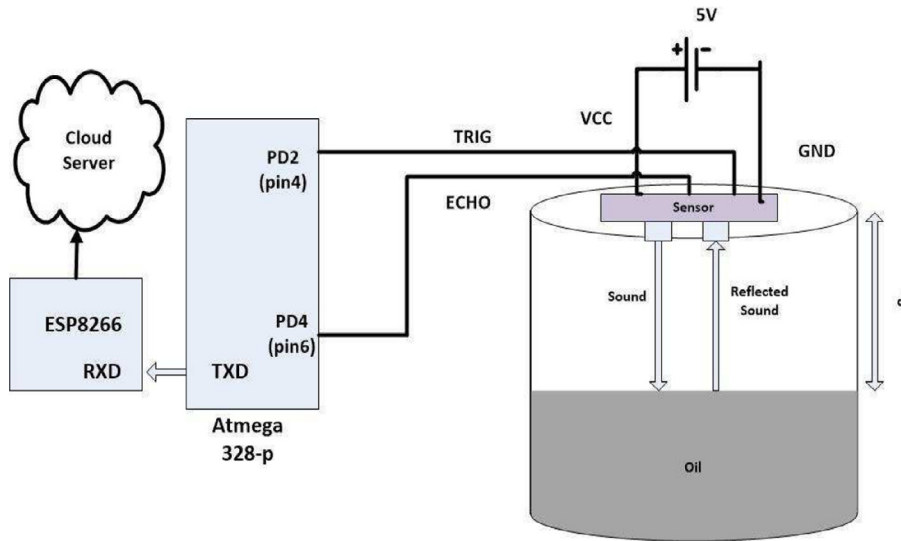 5V
+ -
VCC
GND
Cloud
Server
PD2
(pin4)
TRIG
ECHO
Sensor
Sound
Reflected
Sound
ESP8266
RXD
TXD
PD4
(pin6)
Atmega
328-p
Oil